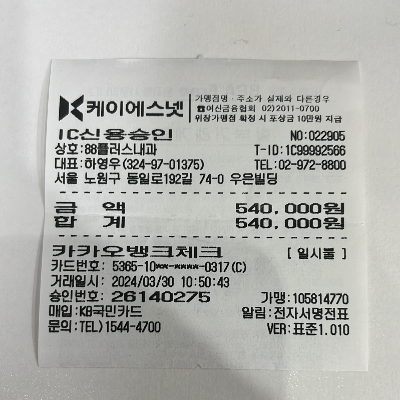 케이에스넷
가맹점명·주소가 실제와 다른경우
☎여신금융협회 02)2011-0700
위장가맹점 확정 시 포상금 10만원 지급
IC신용승인 NO:022905
상호:88플러스내과 T-ID:1C99992566
대표:하영우(324-97-01375) TEL:02-972-8800
서울 노원구 동일로192길 74-0 우은빌딩
금 액 540,000원
합 계 540,000원
카카오뱅크체크 [ 일시불 ]
카드번호: 5365-10**-****-0317(C)
거래일시: 2024/03/30 10:50:43
승인번호: 26140275 가맹:105814770
매입:KB국민카드 알림:전자서명전표
문의:TEL)1544-4700 VER:표준1.010